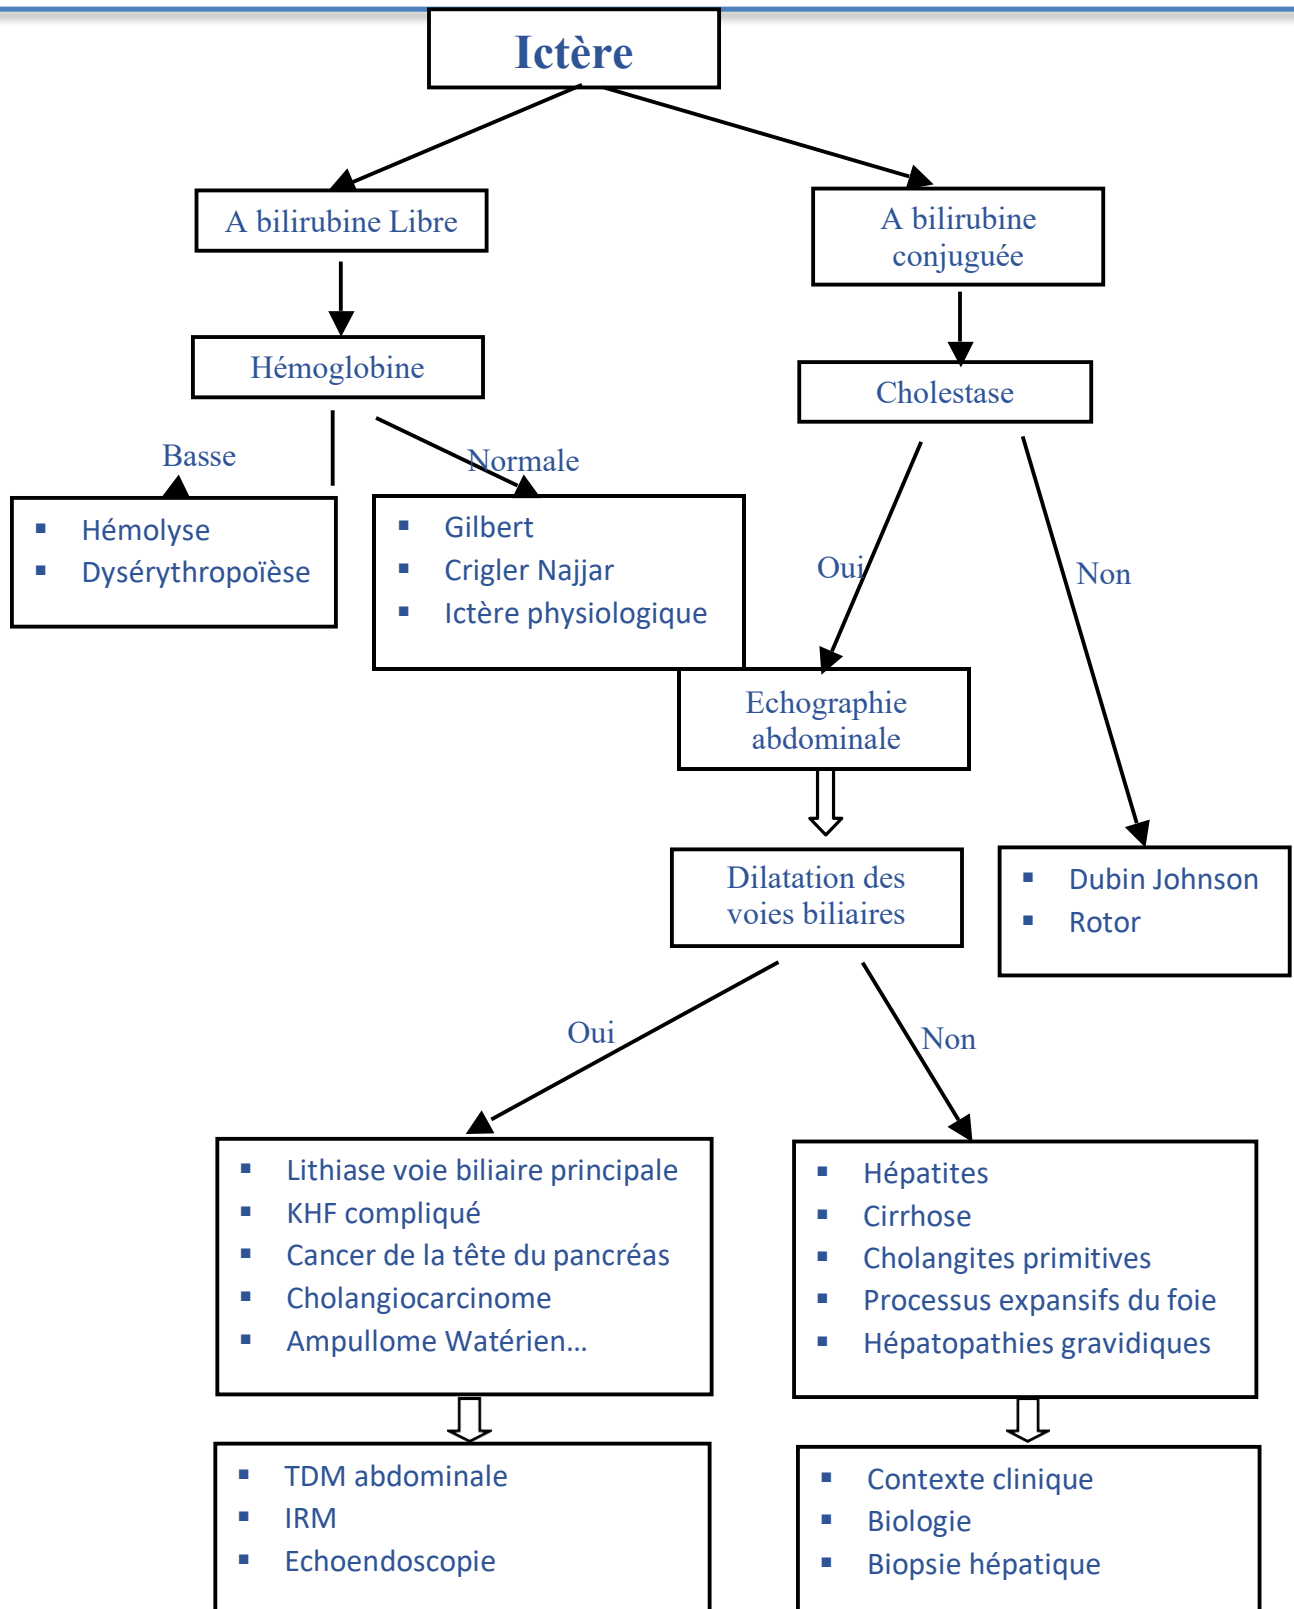 Ictère
A bilirubine Libre
A bilirubine
conjuguée
Hémoglobine
Cholestase
Basse
Normale
▪ Hémolyse
▪ Dysérythropoïèse
▪ Gilbert
▪ Crigler Najjar
▪ Ictère physiologique
Oui
Non
Echographie
abdominale
Dilatation des
voies biliaires
▪ Dubin Johnson
▪ Rotor
Oui
Non
▪ Lithiase voie biliaire principale
▪ KHF compliqué
▪ Cancer de la tête du pancréas
▪ Cholangiocarcinome
▪ Ampullome Watérien...
▪ Hépatites
▪ Cirrhose
▪ Cholangites primitives
▪ Processus expansifs du foie
▪ Hépatopathies gravidiques
▪ TDM abdominale
▪ IRM
▪ Echoendoscopie
▪ Contexte clinique
▪ Biologie
▪ Biopsie hépatique